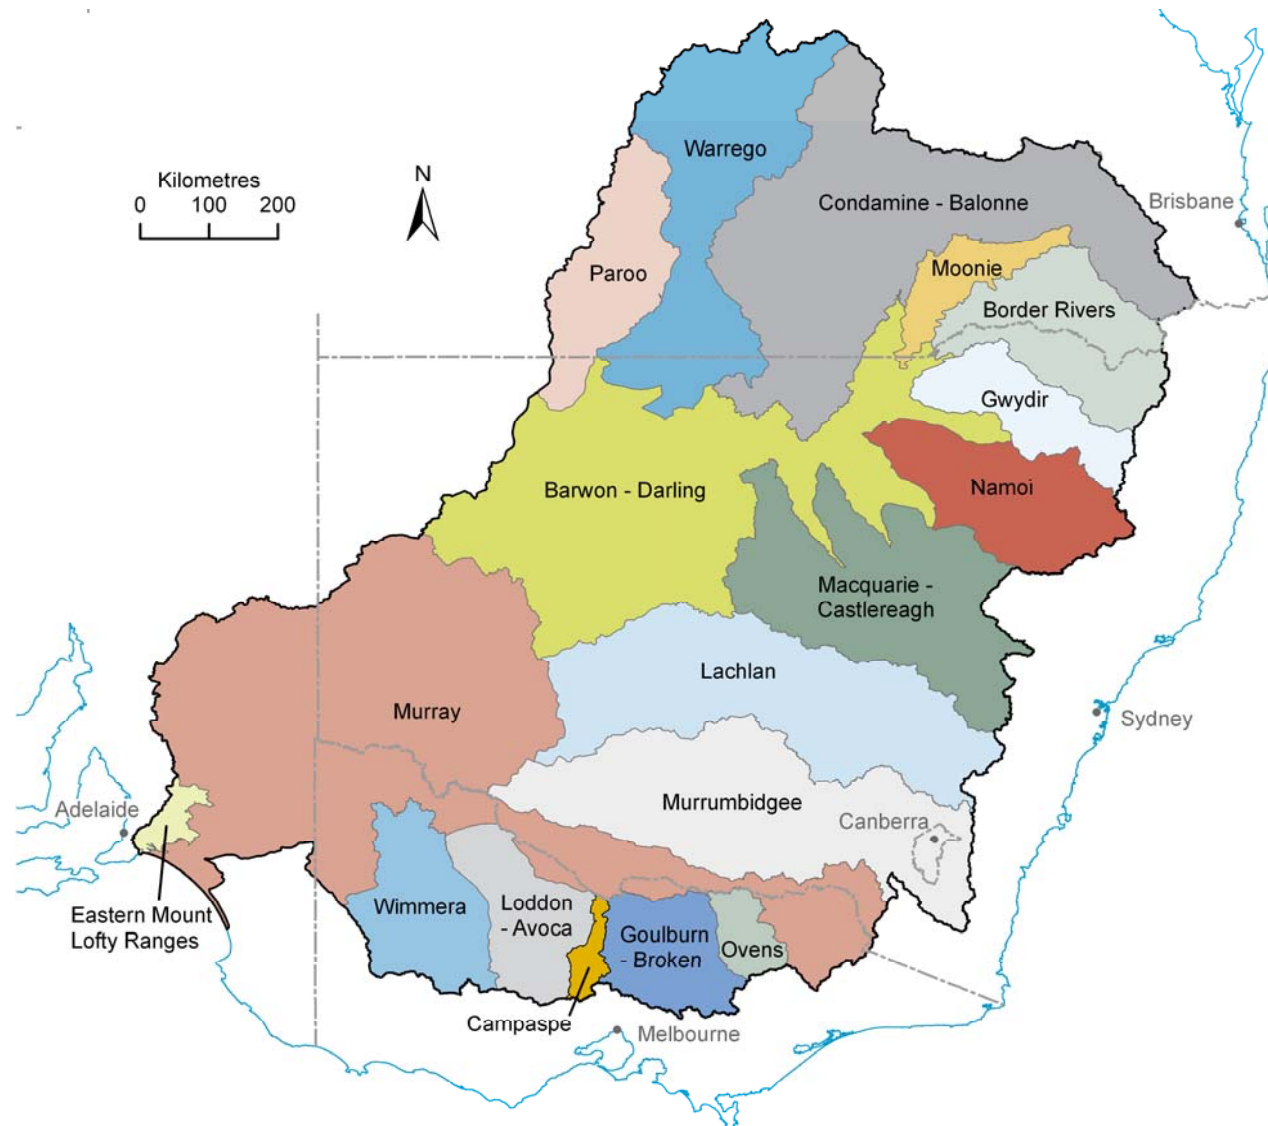 Warrego
Kilometres
0 100 200
N
Condamine - Balonne
Brisbane
Paroo
Moonie
Border Rivers
Gwydir
Barwon - Darling
Namoi
Macquarie -
Castlereagh
Lachlan
Murray
Sydney
Murrumbidgee
Adelaide
Canberra
Eastern Mount
Lofty Ranges
Wimmera
Loddon
- Avoca
Goulburn
- Broken
Ovens
Campaspe
Melbourne